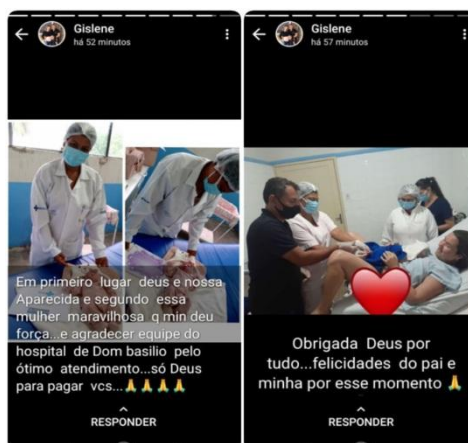 Gislene
há 52 minutos
Em primeiro lugar deus e nossa
Aparecida e segundo essa
mulher maravilhosa q min deu
força...e agradecer equipe do
hospital de Dom basilio pelo
ótimo atendimento...só Deus
para pagar vcs...🙏🙏🙏🙏
RESPONDER
Gislene
há 57 minutos
Obrigada Deus por
tudo...felicidades do pai e
minha por esse momento 🙏
RESPONDER